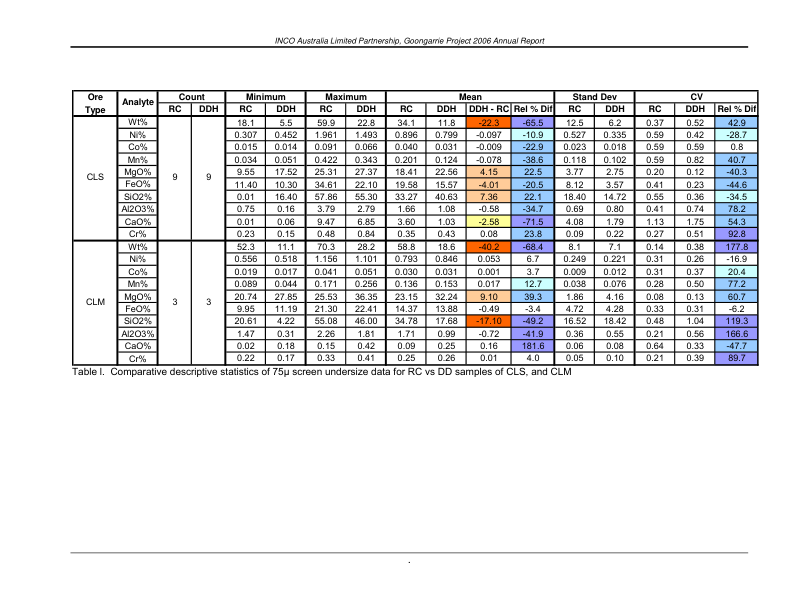 INCO Australia Limited Partnership, Goongarrie Project 2006 Annual Report
Ore Type Analyte Count Minimum Maximum Mean Stand Dev CV
RC DDH RC DDH RC DDH RC DDH DDH - RC Rel % Dif RC DDH RC DDH Rel % Dif
Wt% 18.1 5.5 59.9 22.8 34.1 11.8 -22.3 -65.5 12.5 6.2 0.37 0.52 42.9
Ni% 0.307 0.452 1.961 1.493 0.896 0.799 -0.097 -10.9 0.527 0.335 0.59 0.42 -28.7
Co% 0.015 0.014 0.091 0.066 0.040 0.031 -0.009 -22.9 0.023 0.018 0.59 0.59 0.8
Mn% 0.034 0.051 0.422 0.343 0.201 0.124 -0.078 -38.6 0.118 0.102 0.59 0.82 40.7
MgO% 9.55 17.52 25.31 27.37 18.41 22.56 4.15 22.5 3.77 2.75 0.20 0.12 -40.3
CLS 9 9 FeO% 11.40 10.30 34.61 22.10 19.58 15.57 -4.01 -20.5 8.12 3.57 0.41 0.23 -44.6
SiO2% 0.01 16.40 57.86 55.30 33.27 40.63 7.36 22.1 18.40 14.72 0.55 0.36 -34.5
Al2O3% 0.75 0.16 3.79 2.79 1.66 1.08 -0.58 -34.7 0.69 0.80 0.41 0.74 78.2
CaO% 0.01 0.06 9.47 6.85 3.60 1.03 -2.58 -71.5 4.08 1.79 1.13 1.75 54.3
Cr% 0.23 0.15 0.48 0.84 0.35 0.43 0.08 23.8 0.09 0.22 0.27 0.51 92.8
Wt% 52.3 11.1 70.3 28.2 58.8 18.6 -40.2 -68.4 8.1 7.1 0.14 0.38 177.8
Ni% 0.556 0.518 1.156 1.101 0.793 0.846 0.053 6.7 0.249 0.221 0.31 0.26 -16.9
Co% 0.019 0.017 0.041 0.051 0.030 0.031 0.001 3.7 0.009 0.012 0.31 0.37 20.4
Mn% 0.089 0.044 0.171 0.256 0.136 0.153 0.017 12.7 0.038 0.076 0.28 0.50 77.2
MgO% 20.74 27.85 25.53 36.35 23.15 32.24 9.10 39.3 1.86 4.16 0.08 0.13 60.7
CLM 3 3 FeO% 9.95 11.19 21.30 22.41 14.37 13.88 -0.49 -3.4 4.72 4.28 0.33 0.31 -6.2
SiO2% 20.61 4.22 55.08 46.00 34.78 17.68 -17.10 -49.2 16.52 18.42 0.48 1.04 119.3
Al2O3% 1.47 0.31 2.26 1.81 1.71 0.99 -0.72 -41.9 0.36 0.55 0.21 0.56 166.6
CaO% 0.02 0.18 0.15 0.42 0.09 0.25 0.16 181.6 0.06 0.08 0.64 0.33 -47.7
Cr% 0.22 0.17 0.33 0.41 0.25 0.26 0.01 4.0 0.05 0.10 0.21 0.39 89.7
Table I. Comparative descriptive statistics of 75µ screen undersize data for RC vs DD samples of CLS, and CLM
.